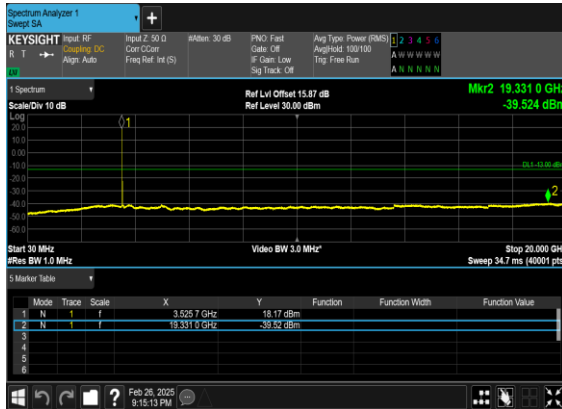 Spectrum Analyzer 1
Swept SA
+
KEYSIGHT
R T
LXI
Input: RF
Coupling: DC
Align: Auto
Input Z: 50 Ω
Corr CCorr
Freq Ref: Int (S)
#Atten: 30 dB
PNO: Fast
Gate: Off
IF Gain: Low
Sig Track: Off
Avg Type: Power (RMS)
Avg|Hold: 100/100
Trig: Free Run
1 2 3 4 5 6
A W W W W W
A N N N N N
1 Spectrum
Scale/Div 10 dB
Ref Lvl Offset 15.87 dB
Ref Level 30.00 dBm
Mkr2 19.331 0 GHz
-39.524 dBm
Log
20.0
10.0
0.00
-10.0
-20.0
-30.0
-40.0
-50.0
-60.0
1
DL1 -13.00 dBm
2
Start 30 MHz
#Res BW 1.0 MHz
Video BW 3.0 MHz*
Stop 20.000 GHz
Sweep 34.7 ms (40001 pts)
5 Marker Table
Mode Trace Scale X Y Function Function Width Function Value
1 N 1 f 3.525 7 GHz 18.17 dBm
2 N 1 f 19.331 0 GHz -39.52 dBm
3
4
5
6
?
Feb 26, 2025
9:15:13 PM